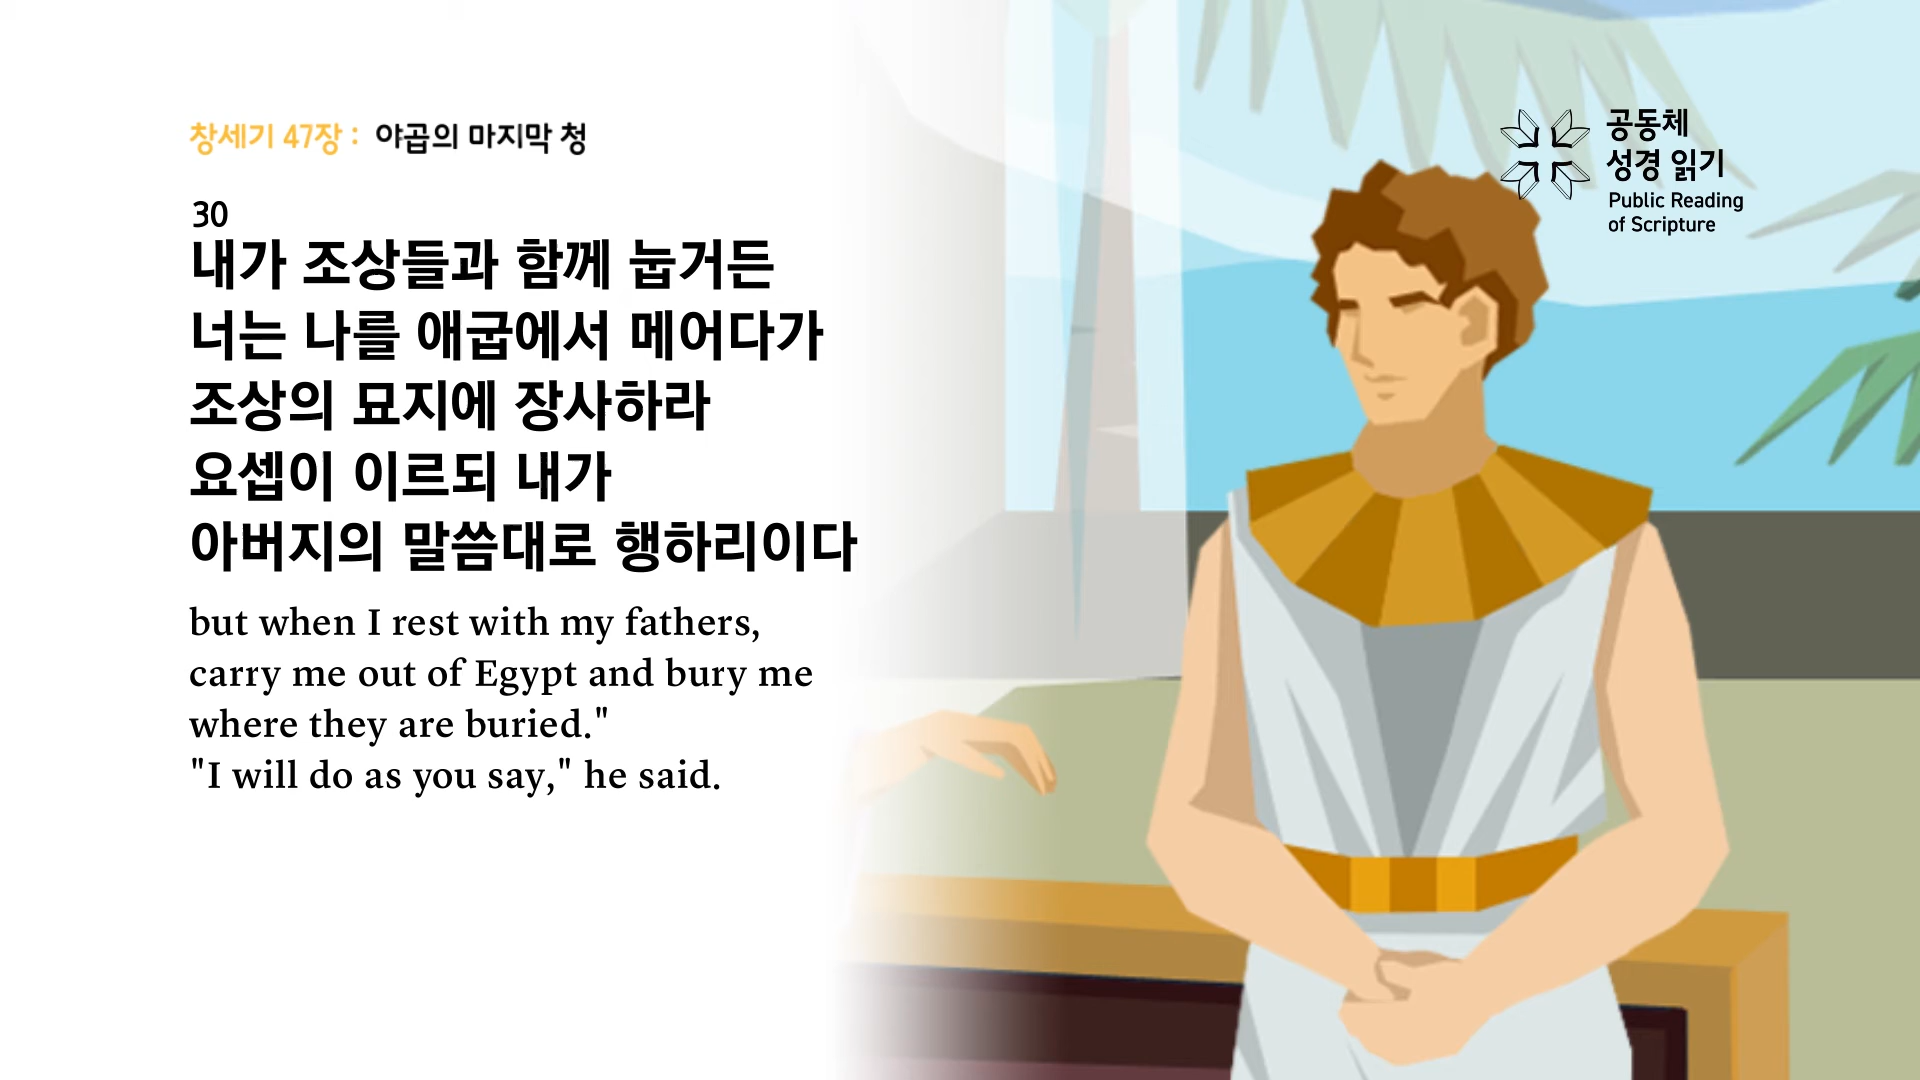 창세기 47장 : 야곱의 마지막 청
30
내가 조상들과 함께 눕거든
너는 나를 애굽에서 메어다가
조상의 묘지에 장사하라
요셉이 이르되 내가
아버지의 말씀대로 행하리이다
but when I rest with my fathers,
carry me out of Egypt and bury me
where they are buried."
"I will do as you say," he said.
공동체
성경 읽기
Public Reading
of Scripture